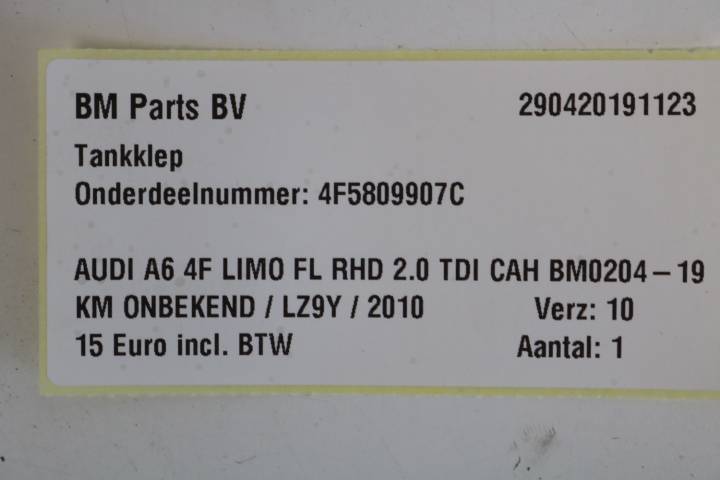 BM Parts BV 290420191123
Tankklep
Onderdeelnummer: 4F5809907C
AUDI A6 4F LIMO FL RHD 2.0 TDI CAH BM0204-19
KM ONBEKEND / LZ9Y / 2010 Verz: 10
15 Euro incl. BTW Aantal: 1